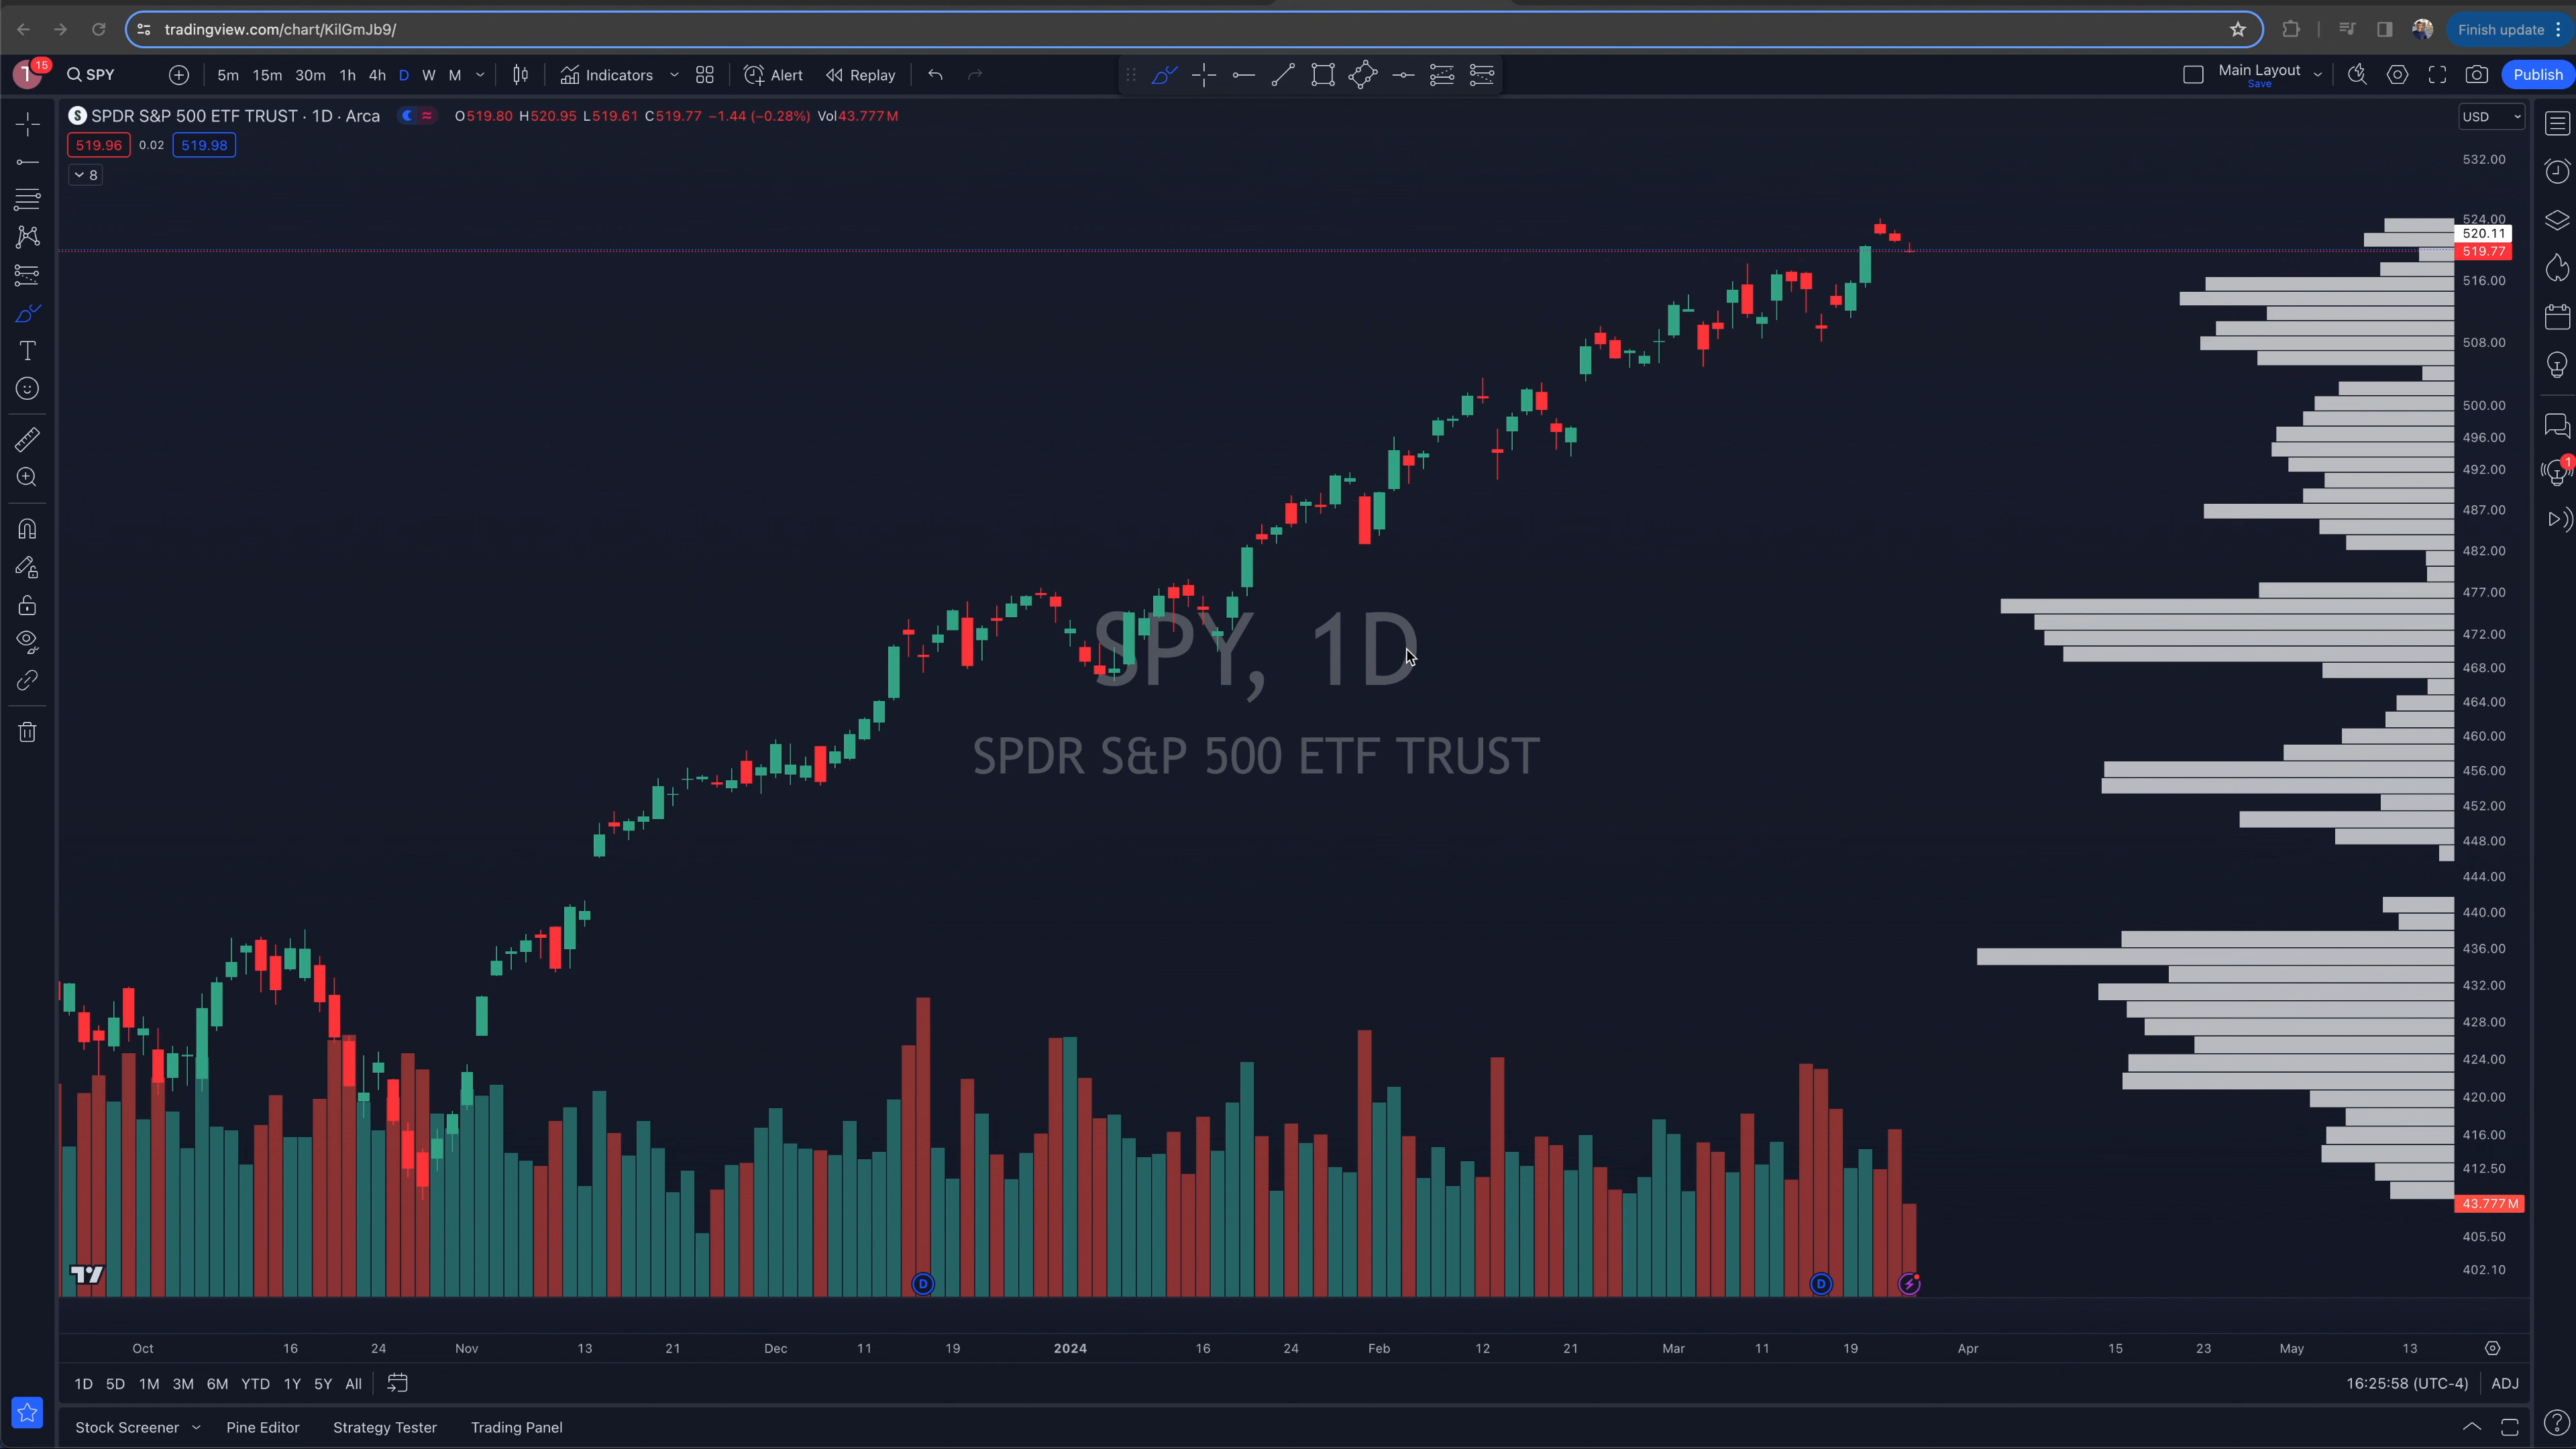 tradingview.com/chart/KilGmJb9/
Finish update
15
SPY
5m 15m 30m 1h 4h D W M
Indicators
Alert
Replay
Main Layout
Save
Publish
SPDR S&P 500 ETF TRUST · 1D · Arca
O519.80 H520.95 L519.61 C519.77 −1.44 (−0.28%) Vol43.777 M
519.96 0.02 519.98
8
USD
532.00
524.00
520.11
519.77
516.00
508.00
500.00
496.00
492.00
487.00
482.00
477.00
472.00
468.00
464.00
460.00
456.00
452.00
448.00
444.00
440.00
436.00
432.00
428.00
424.00
420.00
416.00
412.50
43.777 M
405.50
402.10
1
SPY, 1D
SPDR S&P 500 ETF TRUST
D
D
Oct 16 24 Nov 13 21 Dec 11 19 2024 16 24 Feb 12 21 Mar 11 19 Apr 15 23 May 13
1D 5D 1M 3M 6M YTD 1Y 5Y All
16:25:58 (UTC-4) ADJ
Stock Screener Pine Editor Strategy Tester Trading Panel